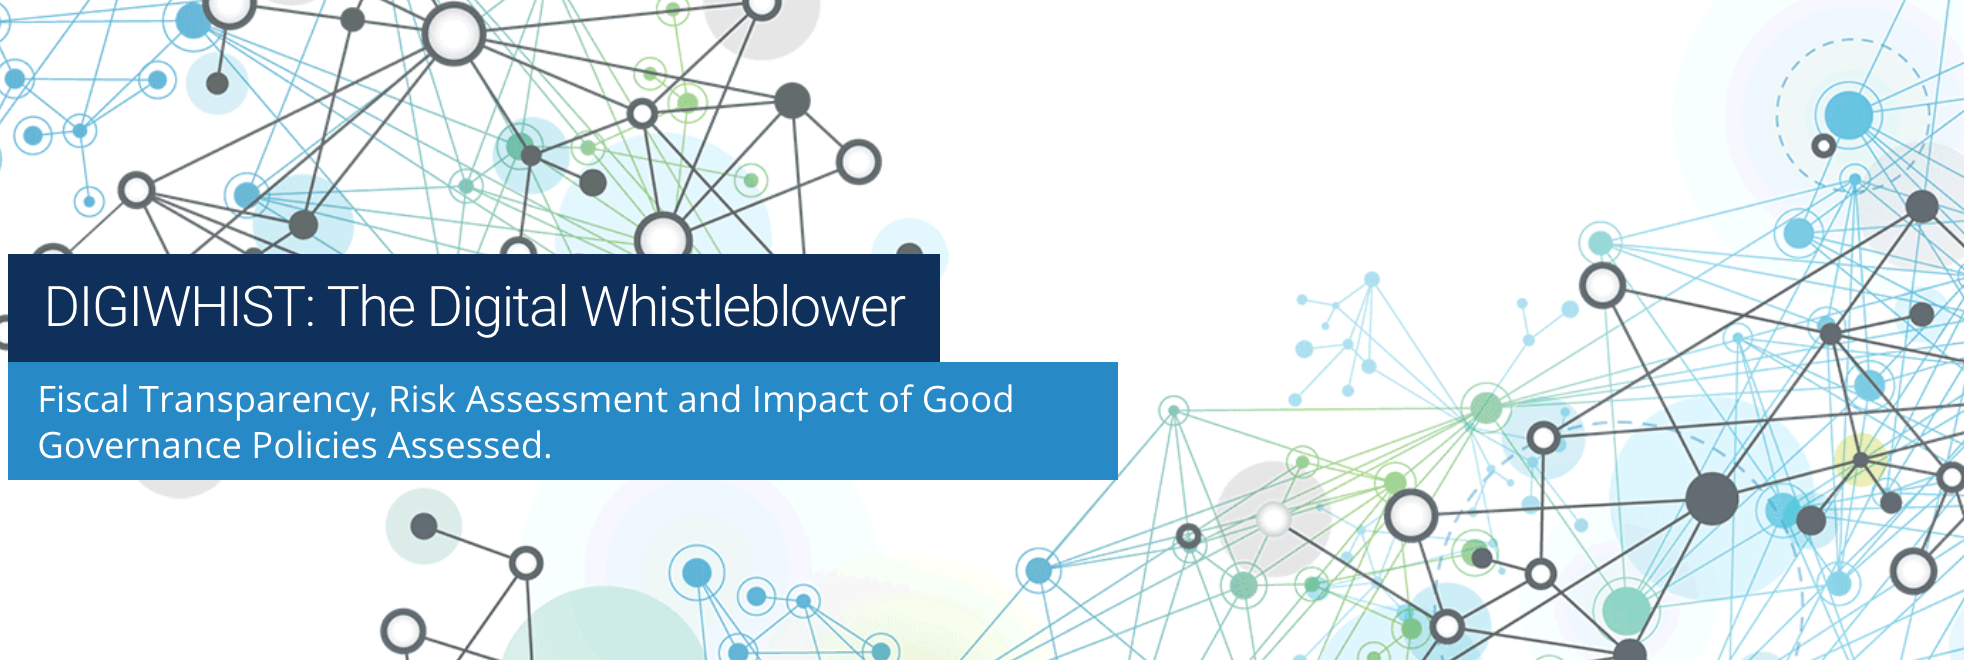 DIGIWHIST: The Digital Whistleblower
Fiscal Transparency, Risk Assessment and Impact of Good
Governance Policies Assessed.